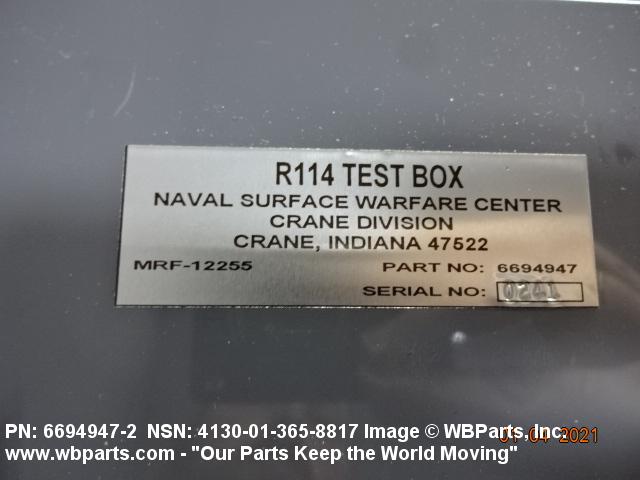 R114 TEST BOX
NAVAL SURFACE WARFARE CENTER
CRANE DIVISION
CRANE, INDIANA 47522
MRF-12255 PART NO: 6694947
SERIAL NO: 0241
PN: 6694947-2 NSN: 4130-01-365-8817 Image © WBParts, Inc.
01 04 2021
www.wbparts.com - "Our Parts Keep the World Moving"